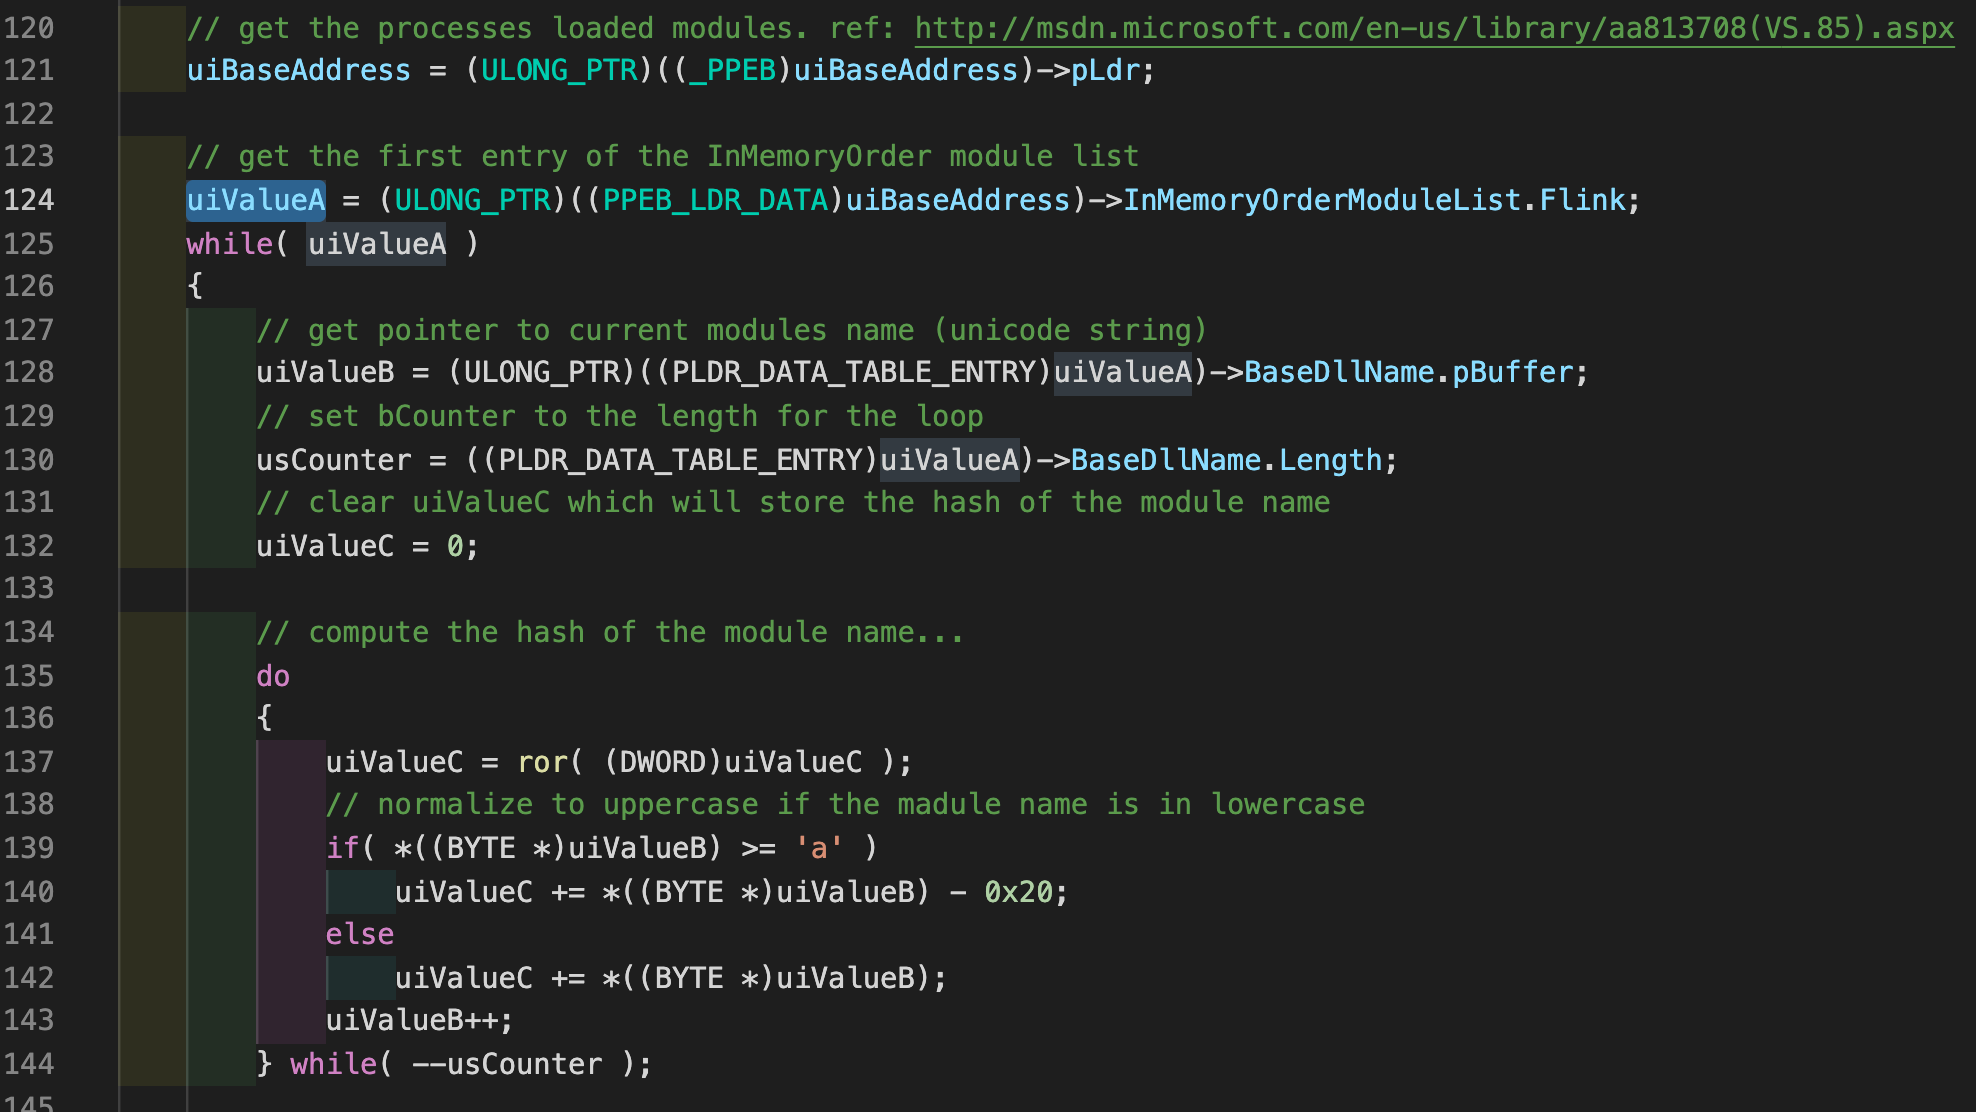 120 // get the processes loaded modules. ref: http://msdn.microsoft.com/en-us/library/aa813708(VS.85).aspx
121 uiBaseAddress = (ULONG_PTR)((_PPEB)uiBaseAddress)->pLdr;
122
123 // get the first entry of the InMemoryOrder module list
124 uiValueA = (ULONG_PTR)((PPEB_LDR_DATA)uiBaseAddress)->InMemoryOrderModuleList.Flink;
125 while( uiValueA )
126 {
127 // get pointer to current modules name (unicode string)
128 uiValueB = (ULONG_PTR)((PLDR_DATA_TABLE_ENTRY)uiValueA)->BaseDllName.pBuffer;
129 // set bCounter to the length for the loop
130 usCounter = ((PLDR_DATA_TABLE_ENTRY)uiValueA)->BaseDllName.Length;
131 // clear uiValueC which will store the hash of the module name
132 uiValueC = 0;
133
134 // compute the hash of the module name...
135 do
136 {
137 uiValueC = ror( (DWORD)uiValueC );
138 // normalize to uppercase if the madule name is in lowercase
139 if( *((BYTE *)uiValueB) >= 'a' )
140 uiValueC += *((BYTE *)uiValueB) - 0x20;
141 else
142 uiValueC += *((BYTE *)uiValueB);
143 uiValueB++;
144 } while( --usCounter );
145